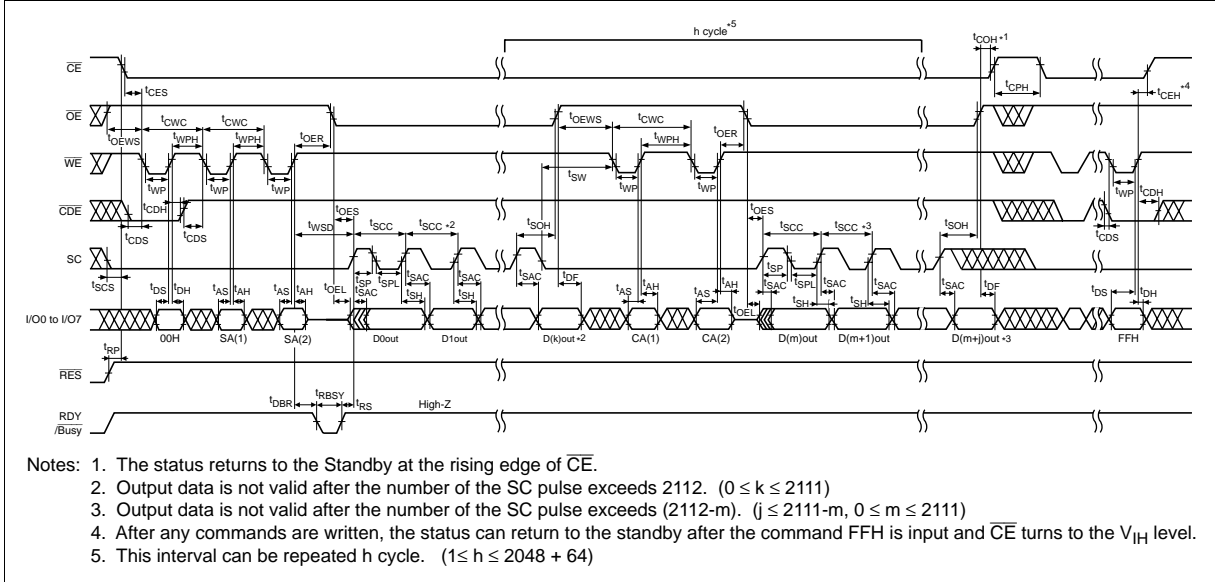 h cycle*5
tCOH *1
CE
tCES
tCPH
tCEH *4
OE
tOEWS tCWC tCWC tOER tOEWS tCWC tOER
tWPH tWPH tWPH
WE
tWP tWP tWP tSW tWP tWP tWP tCDH
CDE
tCDH
tCDS tCDS tWSD tOES tSCC tSCC *2 tSOH tOES tSCC tSCC *3 tSOH tCDS
SC
tSCS tSP tSPL tSAC tSAC tSAC tDF tSP tSPL tSAC tSAC tSAC tDF
tDS tDH tAS tAH tAS tAH tOEL tSAC tSH tSH tAS tAH tAS tAH tOEL tSAC tSH tSH tDS tDH
I/O0 to I/O7
00H SA(1) SA(2) D0out D1out D(k)out *2 CA(1) CA(2) D(m)out D(m+1)out D(m+j)out *3 FFH
tRP
RES
tDBR tRBSY tRS
RDY
/Busy
High-Z
Notes: 1. The status returns to the Standby at the rising edge of CE.
2. Output data is not valid after the number of the SC pulse exceeds 2112. (0 ≤ k ≤ 2111)
3. Output data is not valid after the number of the SC pulse exceeds (2112-m). (j ≤ 2111-m, 0 ≤ m ≤ 2111)
4. After any commands are written, the status can return to the standby after the command FFH is input and CE turns to the VIH level.
5. This interval can be repeated h cycle. (1≤ h ≤ 2048 + 64)